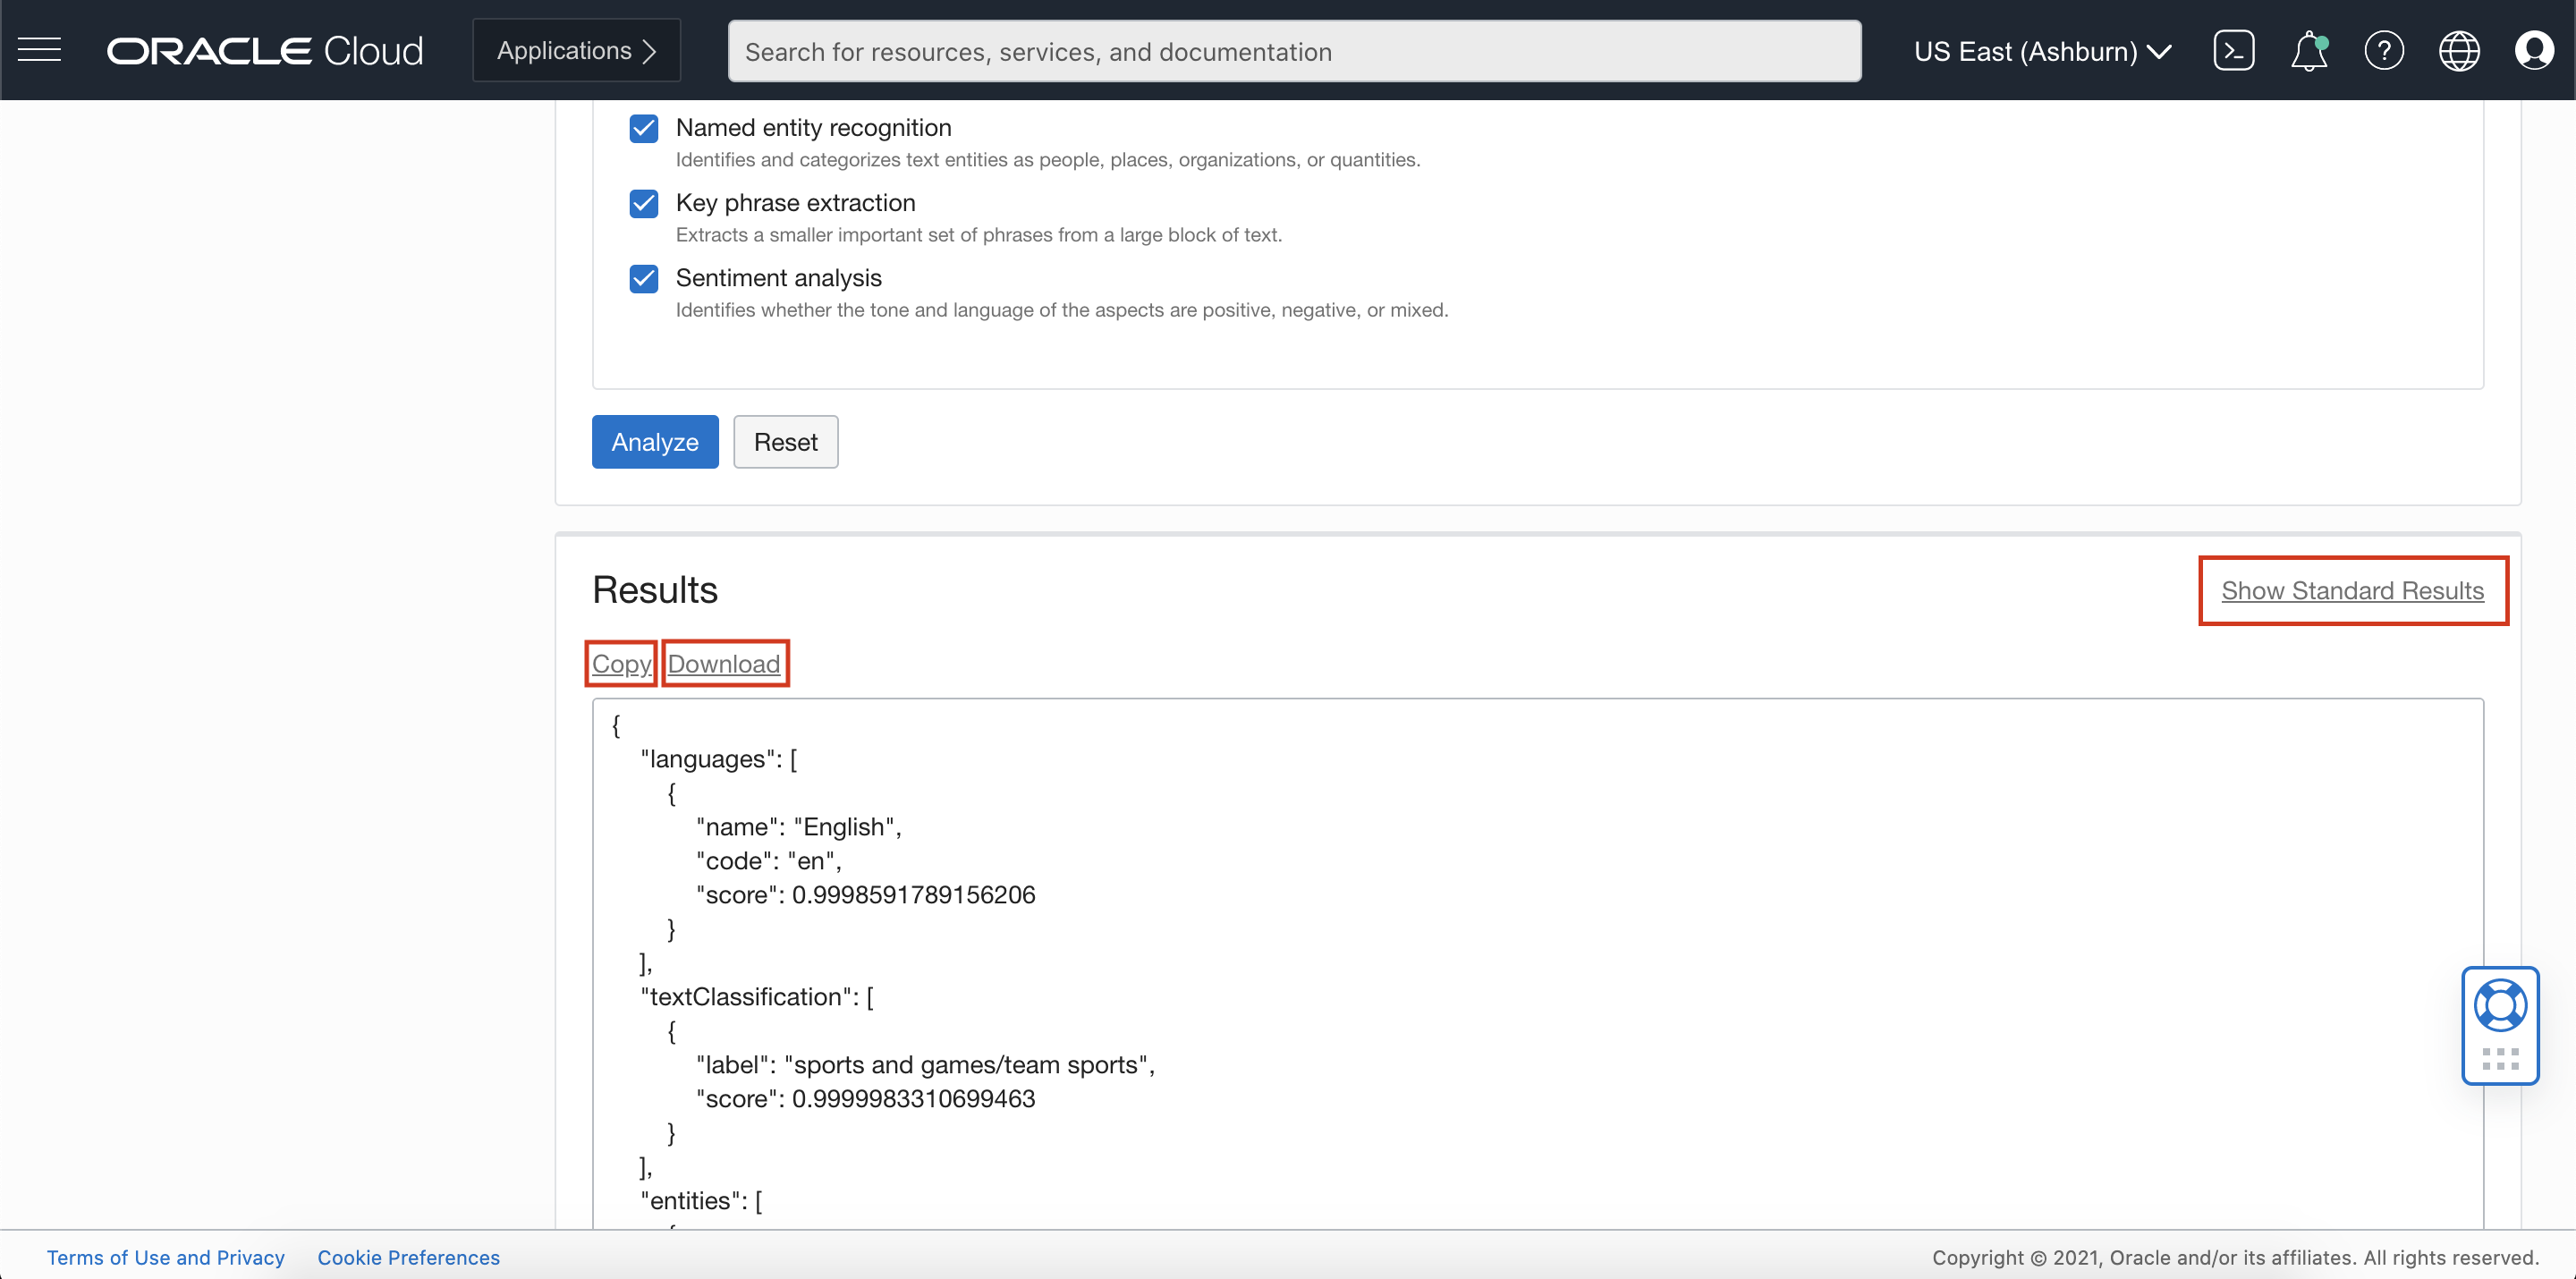 ORACLE Cloud
Applications
Search for resources, services, and documentation
US East (Ashburn)
Named entity recognition
Identifies and categorizes text entities as people, places, organizations, or quantities.
Key phrase extraction
Extracts a smaller important set of phrases from a large block of text.
Sentiment analysis
Identifies whether the tone and language of the aspects are positive, negative, or mixed.
Analyze Reset
Results
Show Standard Results
Copy Download
{
"languages": [
{
"name": "English",
"code": "en",
"score": 0.9998591789156206
}
],
"textClassification": [
{
"label": "sports and games/team sports",
"score": 0.9999983310699463
}
],
"entities": [
Terms of Use and Privacy Cookie Preferences
Copyright © 2021, Oracle and/or its affiliates. All rights reserved.